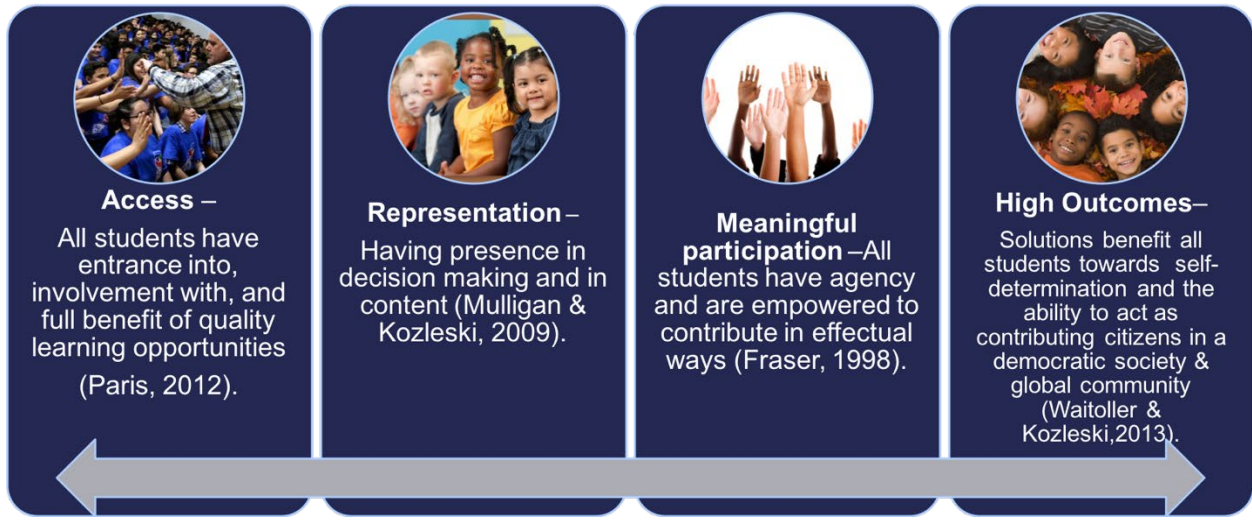 Access –
All students have
entrance into,
involvement with, and
full benefit of quality
learning opportunities
(Paris, 2012).
Representation –
Having presence in
decision making and in
content (Mulligan &
Kozleski, 2009).
Meaningful
participation –All
students have agency
and are empowered to
contribute in effectual
ways (Fraser, 1998).
High Outcomes–
Solutions benefit all
students towards self-
determination and the
ability to act as
contributing citizens in a
democratic society &
global community
(Waitoller &
Kozleski,2013).